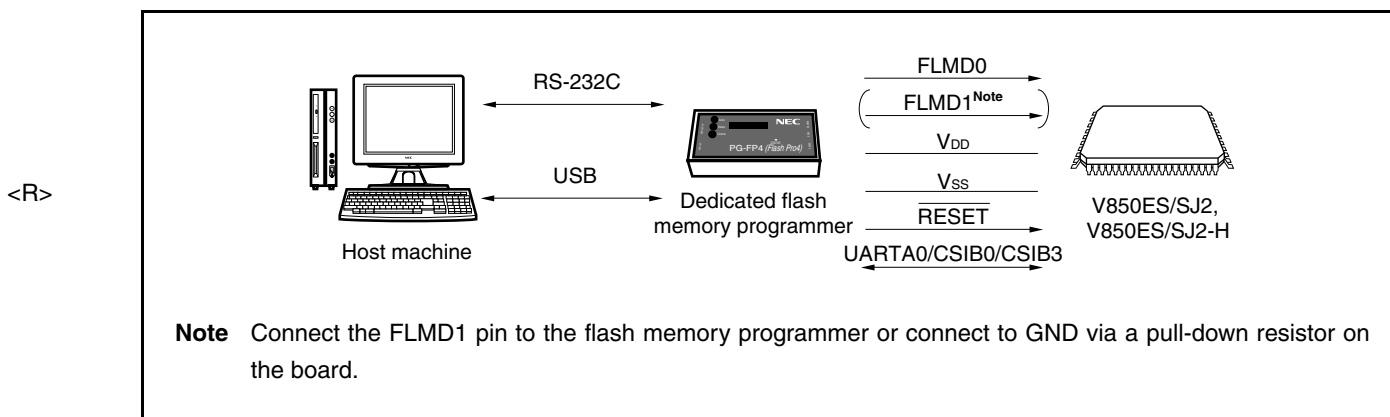 <R>
RS-232C
USB
Host machine
NEC
PG-FP4 (Flash Pro4)
Dedicated flash
memory programmer
FLMD0
FLMD1Note
VDD
VSS
RESET
UARTA0/CSIB0/CSIB3
V850ES/SJ2,
V850ES/SJ2-H
Note Connect the FLMD1 pin to the flash memory programmer or connect to GND via a pull-down resistor on
the board.